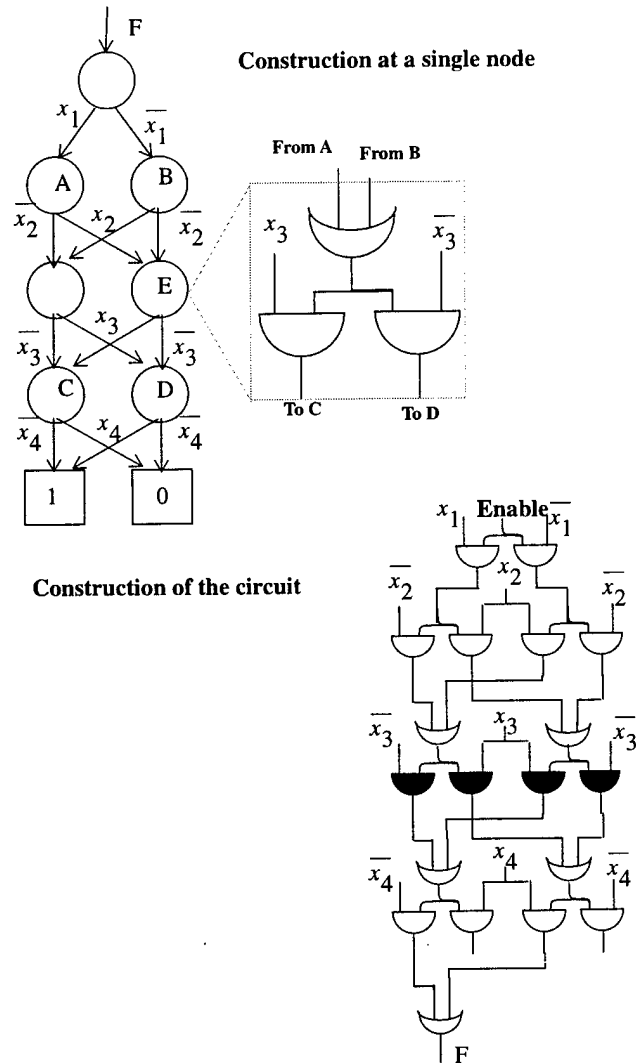 F
Construction at a single node
x1 x̅1
From A From B
A B
x̅2 x2 x̅2
x3 x̅3
E
x̅3 x3 x̅3
C D
To C To D
x̅4 x4 x̅4
1 0
x1 Enable x̅1
Construction of the circuit
x̅2 x2 x̅2
x̅3 x3 x̅3
x̅4 x4 x̅4
F